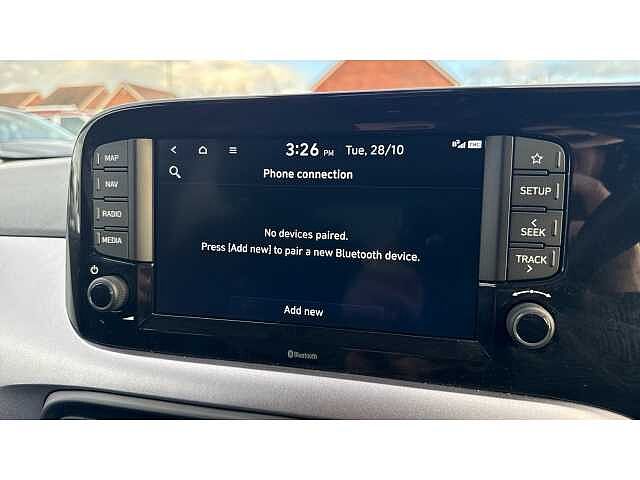 3:26 PM Tue, 28/10
Phone connection
No devices paired.
Press [Add new] to pair a new Bluetooth device.
Add new
MAP
NAV
RADIO
MEDIA
SETUP
< SEEK
TRACK >
Bluetooth